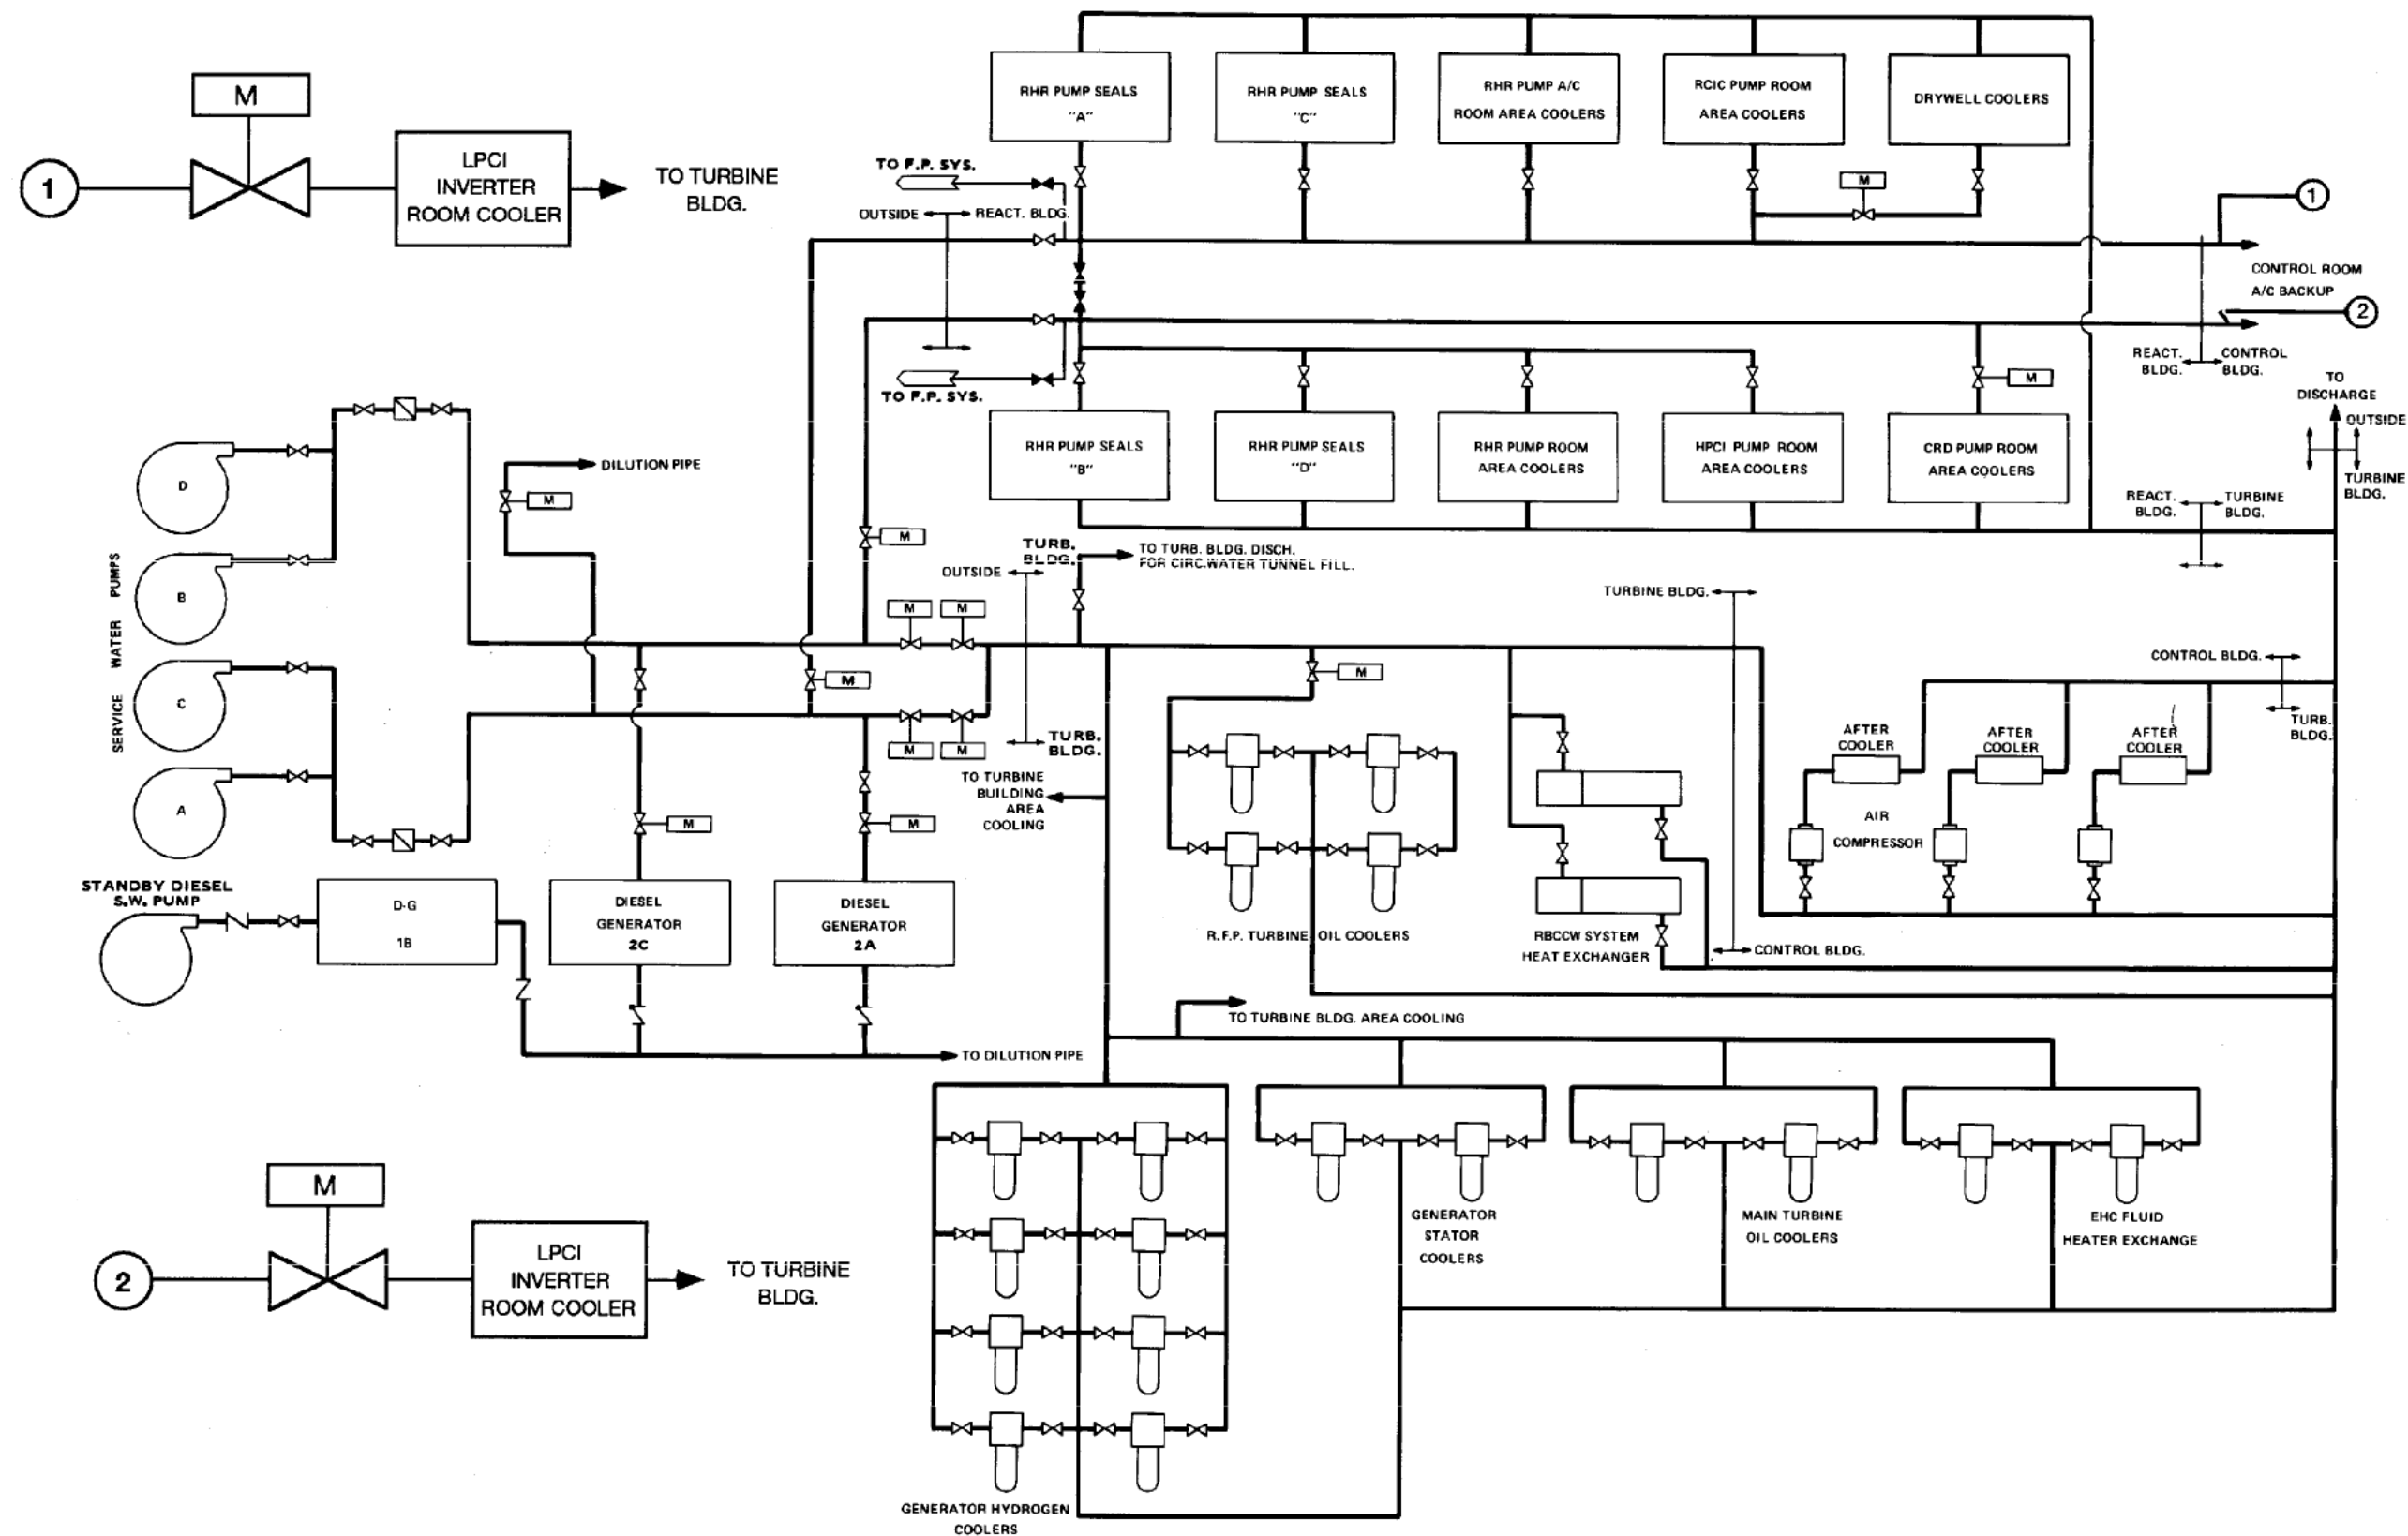 M
1
LPCI
INVERTER
ROOM COOLER
TO TURBINE
BLDG.
RHR PUMP SEALS
"A"
RHR PUMP SEALS
"C"
RHR PUMP A/C
ROOM AREA COOLERS
RCIC PUMP ROOM
AREA COOLERS
DRYWELL COOLERS
TO F.P. SYS.
M
OUTSIDE
REACT. BLDG.
1
CONTROL ROOM
A/C BACKUP
2
REACT.
BLDG.
CONTROL
BLDG.
TO F.P. SYS.
M
TO
DISCHARGE
OUTSIDE
TURBINE
BLDG.
RHR PUMP SEALS
"B"
RHR PUMP SEALS
"D"
RHR PUMP ROOM
AREA COOLERS
HPCI PUMP ROOM
AREA COOLERS
CRD PUMP ROOM
AREA COOLERS
REACT.
BLDG.
TURBINE
BLDG.
D
B
C
A
SERVICE WATER PUMPS
DILUTION PIPE
M
M
TURB.
BLDG.
TO TURB. BLDG. DISCH.
FOR CIRC.WATER TUNNEL FILL.
OUTSIDE
M
M
TURBINE BLDG.
M
M
CONTROL BLDG.
TURB.
BLDG.
M
M
TURB.
BLDG.
TO TURBINE
BUILDING
AREA
COOLING
AFTER
COOLER
AFTER
COOLER
AFTER
COOLER
AIR
COMPRESSOR
M
M
STANDBY DIESEL
S.W. PUMP
D-G
1B
DIESEL
GENERATOR
2C
DIESEL
GENERATOR
2A
R.F.P. TURBINE OIL COOLERS
RBCCW SYSTEM
HEAT EXCHANGER
CONTROL BLDG.
TO TURBINE BLDG. AREA COOLING
TO DILUTION PIPE
M
2
LPCI
INVERTER
ROOM COOLER
TO TURBINE
BLDG.
GENERATOR
STATOR
COOLERS
MAIN TURBINE
OIL COOLERS
EHC FLUID
HEATER EXCHANGE
GENERATOR HYDROGEN
COOLERS